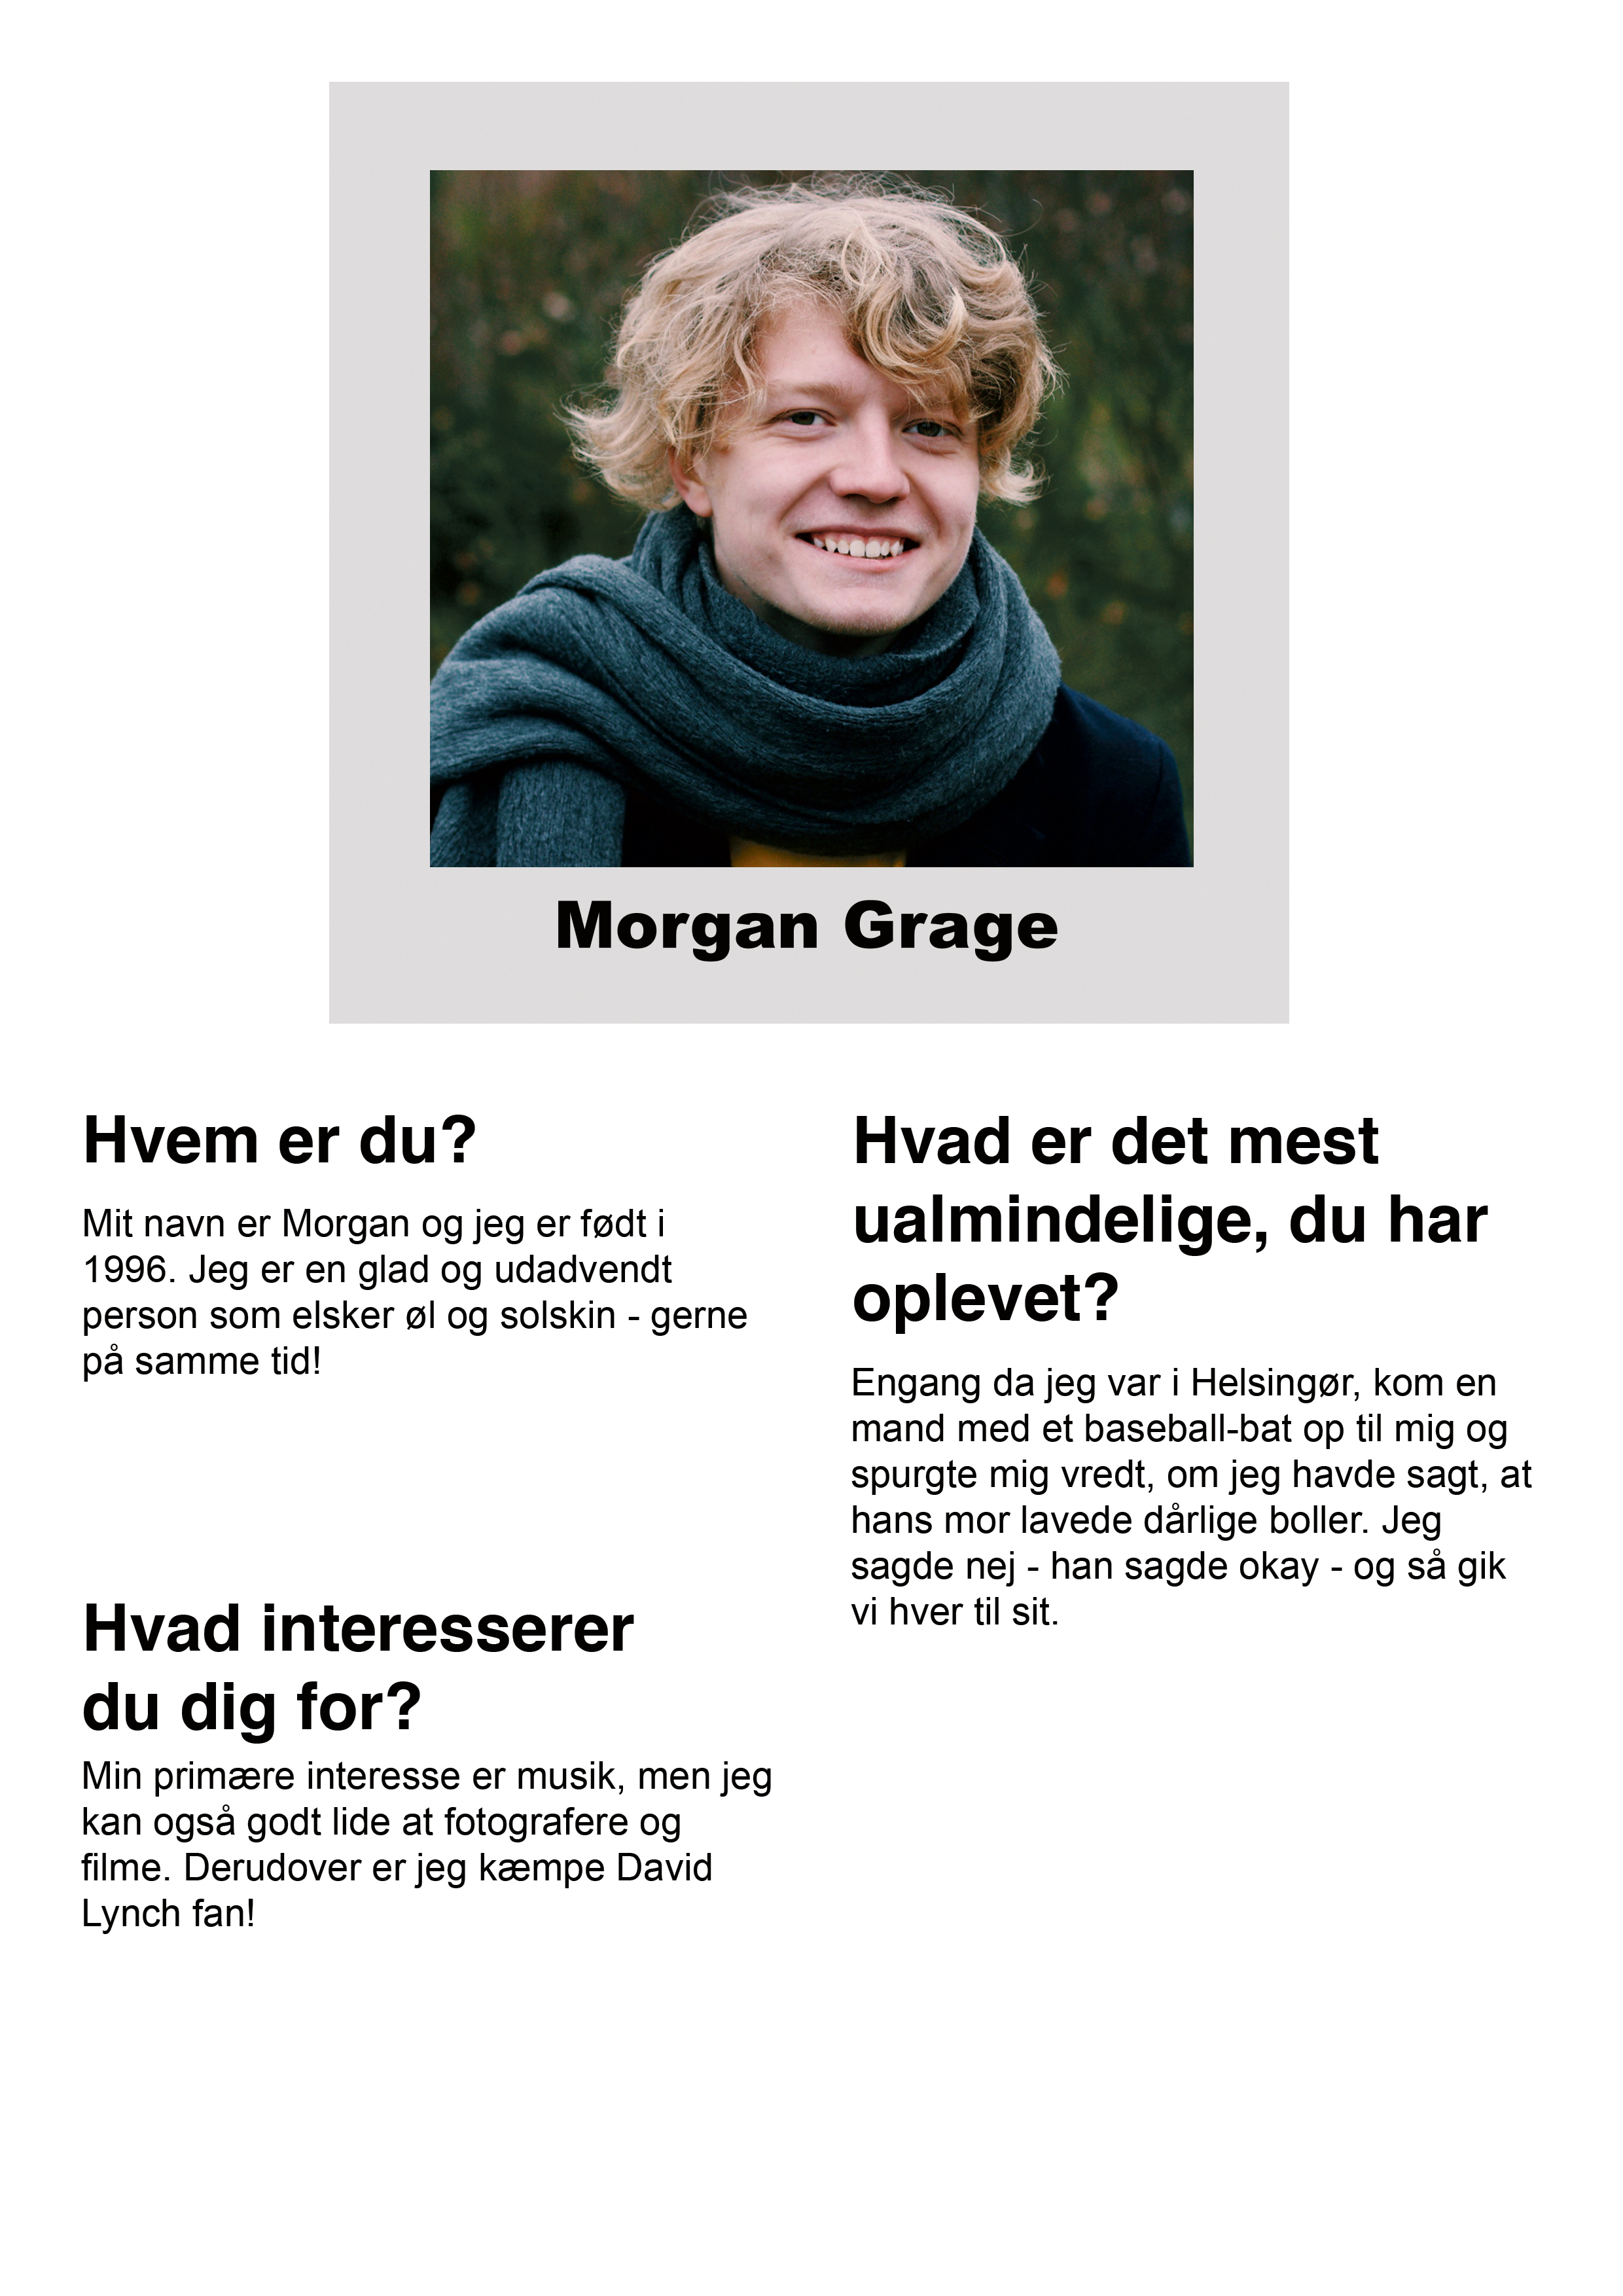 Morgan Grage
Hvem er du?
Mit navn er Morgan og jeg er født i
1996. Jeg er en glad og udadvendt
person som elsker øl og solskin - gerne
på samme tid!
Hvad interesserer
du dig for?
Min primære interesse er musik, men jeg
kan også godt lide at fotografere og
filme. Derudover er jeg kæmpe David
Lynch fan!
Hvad er det mest
ualmindelige, du har
oplevet?
Engang da jeg var i Helsingør, kom en
mand med et baseball-bat op til mig og
spurgte mig vredt, om jeg havde sagt, at
hans mor lavede dårlige boller. Jeg
sagde nej - han sagde okay - og så gik
vi hver til sit.